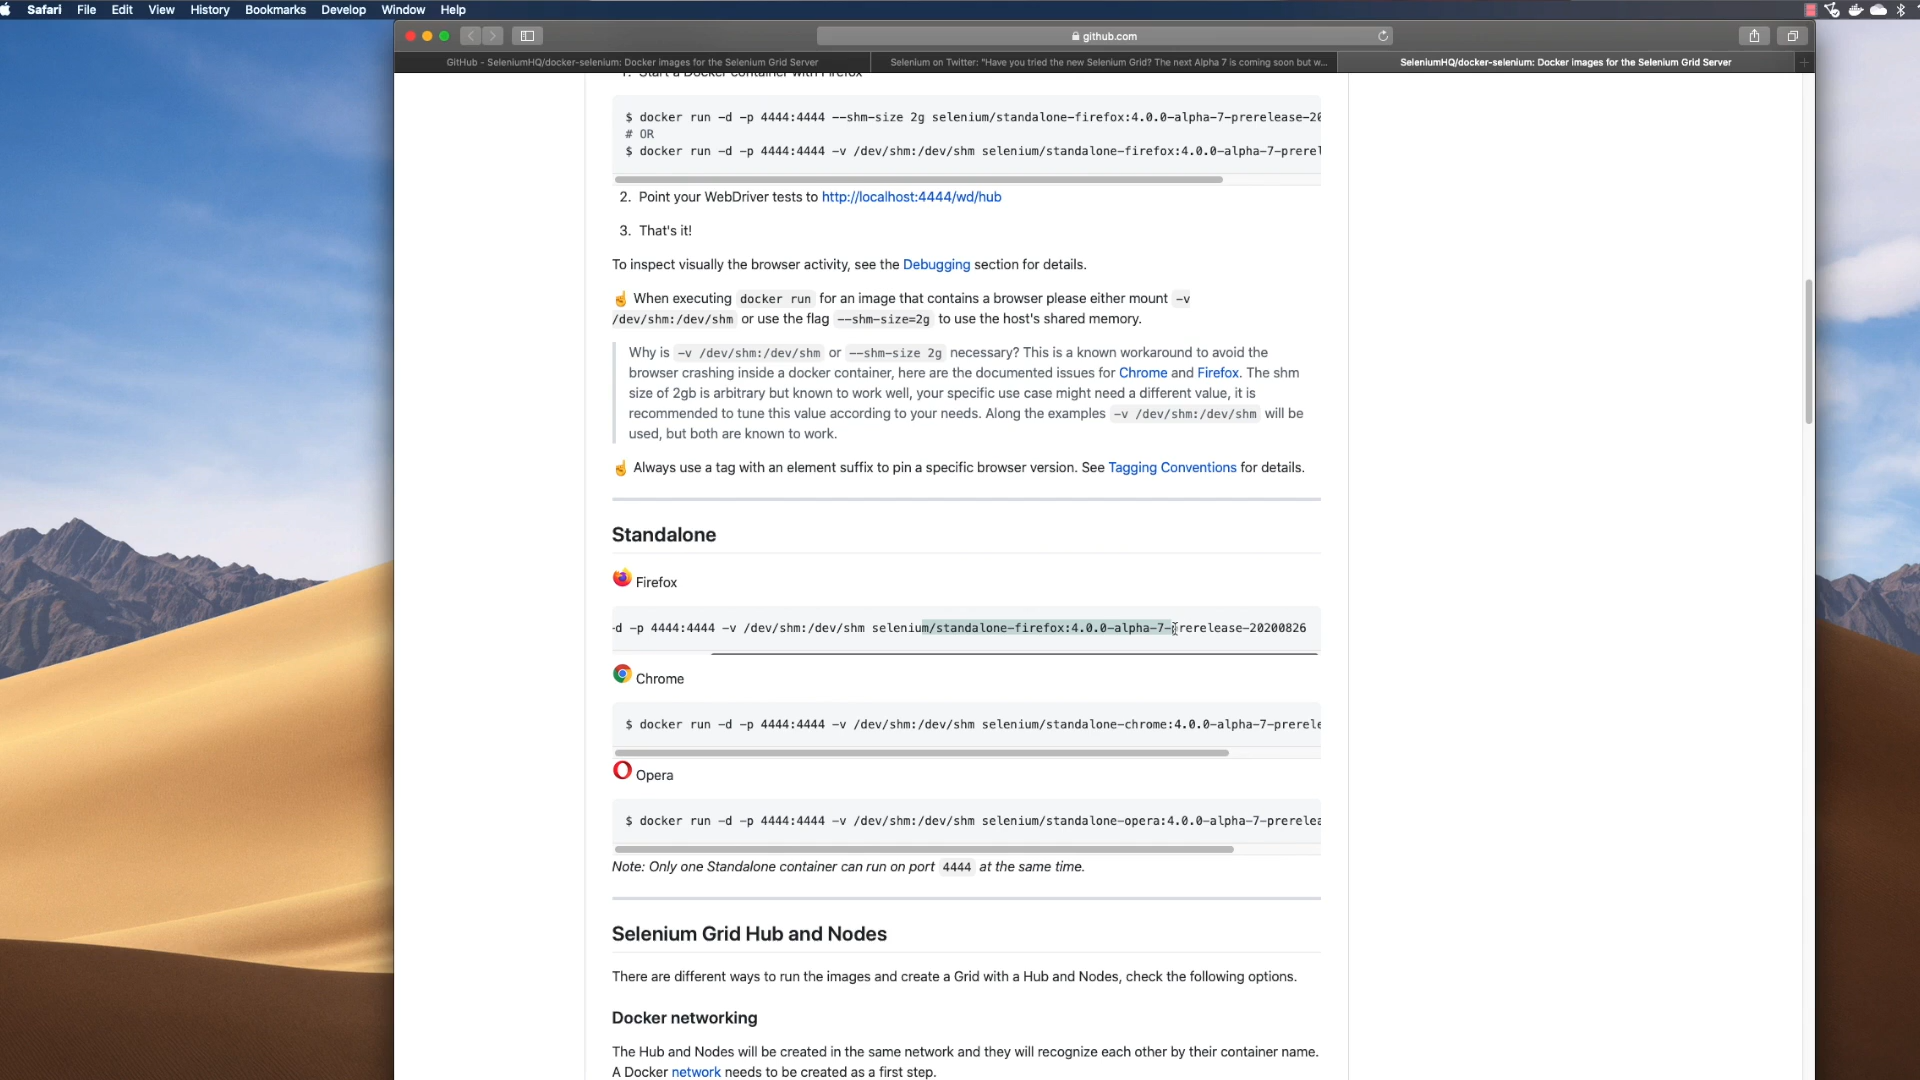 Safari File Edit View History Bookmarks Develop Window Help
github.com
GitHub - SeleniumHQ/docker-selenium: Docker images for the Selenium Grid Server
Selenium on Twitter: "Have you tried the new Selenium Grid? The next Alpha 7 is coming soon but w...
SeleniumHQ/docker-selenium: Docker images for the Selenium Grid Server
1. Start a Docker container with Firefox
$ docker run -d -p 4444:4444 --shm-size 2g selenium/standalone-firefox:4.0.0-alpha-7-prerelease-20
# OR
$ docker run -d -p 4444:4444 -v /dev/shm:/dev/shm selenium/standalone-firefox:4.0.0-alpha-7-prerel
2. Point your WebDriver tests to http://localhost:4444/wd/hub
3. That's it!
To inspect visually the browser activity, see the Debugging section for details.
☝ When executing docker run for an image that contains a browser please either mount -v
/dev/shm:/dev/shm or use the flag --shm-size=2g to use the host's shared memory.
Why is -v /dev/shm:/dev/shm or --shm-size 2g necessary? This is a known workaround to avoid the
browser crashing inside a docker container, here are the documented issues for Chrome and Firefox. The shm
size of 2gb is arbitrary but known to work well, your specific use case might need a different value, it is
recommended to tune this value according to your needs. Along the examples -v /dev/shm:/dev/shm will be
used, but both are known to work.
☝ Always use a tag with an element suffix to pin a specific browser version. See Tagging Conventions for details.
Standalone
Firefox
-d -p 4444:4444 -v /dev/shm:/dev/shm selenium/standalone-firefox:4.0.0-alpha-7-prerelease-20200826
Chrome
$ docker run -d -p 4444:4444 -v /dev/shm:/dev/shm selenium/standalone-chrome:4.0.0-alpha-7-prerele
Opera
$ docker run -d -p 4444:4444 -v /dev/shm:/dev/shm selenium/standalone-opera:4.0.0-alpha-7-prerelea
Note: Only one Standalone container can run on port 4444 at the same time.
Selenium Grid Hub and Nodes
There are different ways to run the images and create a Grid with a Hub and Nodes, check the following options.
Docker networking
The Hub and Nodes will be created in the same network and they will recognize each other by their container name.
A Docker network needs to be created as a first step.